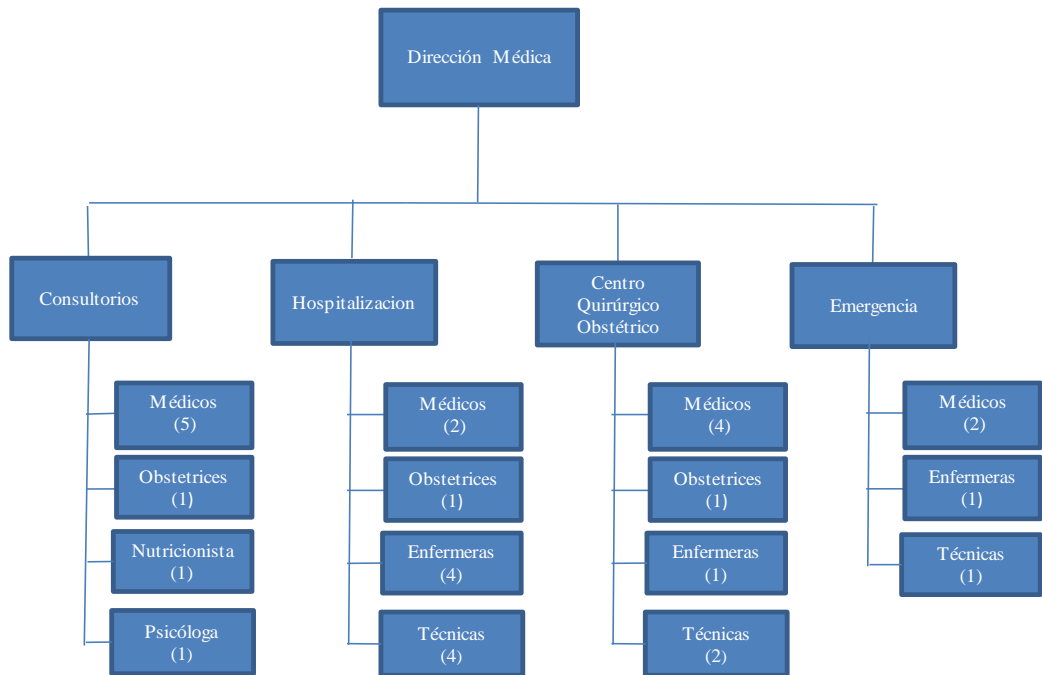 Dirección Médica
Consultorios
Hospitalizacion
Centro
Quirúrgico
Obstétrico
Emergencia
Médicos
(5)
Obstetrices
(1)
Nutricionista
(1)
Psicóloga
(1)
Médicos
(2)
Obstetrices
(1)
Enfermeras
(4)
Técnicas
(4)
Médicos
(4)
Obstetrices
(1)
Enfermeras
(1)
Técnicas
(2)
Médicos
(2)
Enfermeras
(1)
Técnicas
(1)